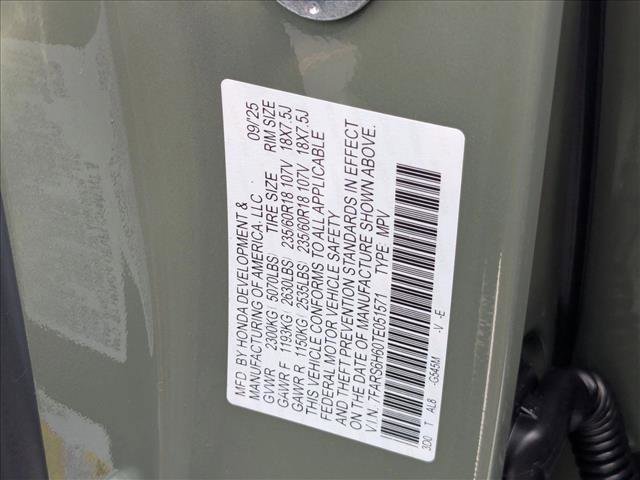 MFD BY HONDA DEVELOPMENT & 09/'25
MANUFACTURING OF AMERICA. LLC
GVWR 2300KG( 5070LBS) TIRE SIZE RIM SIZE
GAWR F 1193KG( 2630LBS) 235/60R18 107V 18X7.5J
GAWR R 1150KG( 2535LBS) 235/60R18 107V 18X7.5J
THIS VEHICLE CONFORMS TO ALL APPLICABLE
FEDERAL MOTOR VEHICLE SAFETY
AND THEFT PREVENTION STANDARDS IN EFFECT
ON THE DATE OF MANUFACTURE SHOWN ABOVE.
V.I.N. 7FARS6H60TE051571 TYPE: MPV
3D0 T AL8 -G545M -V -E